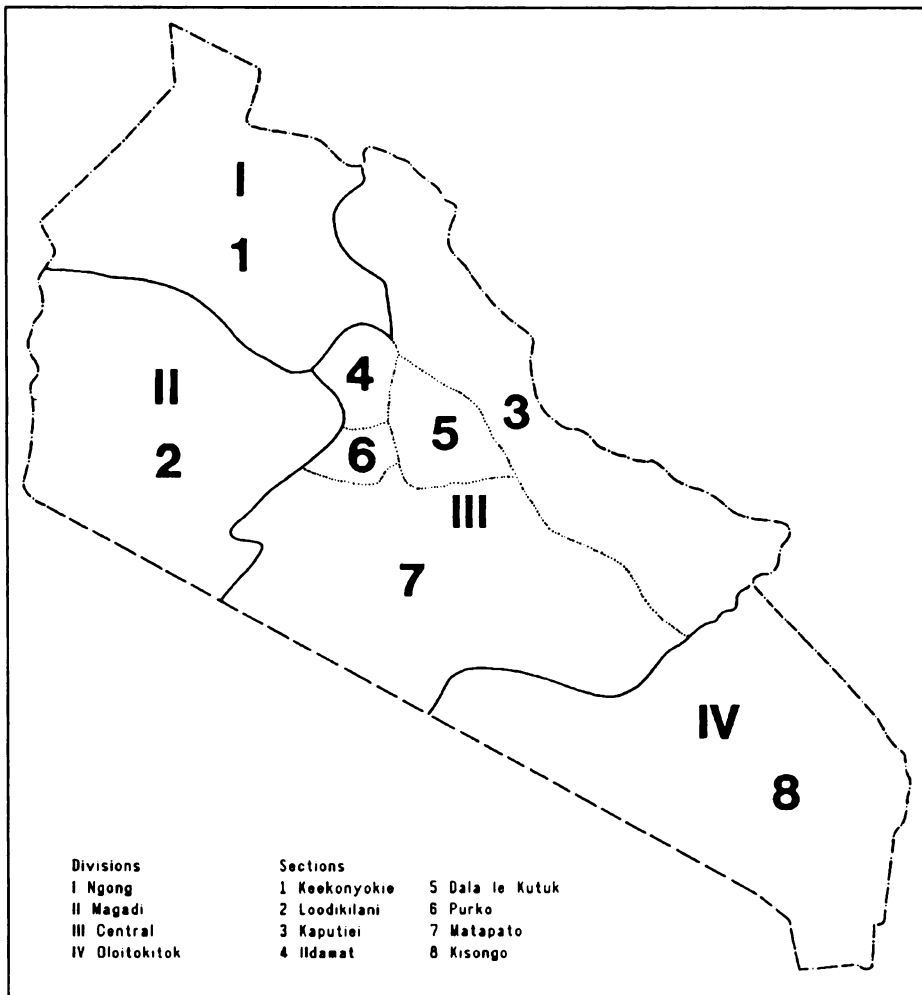 I
1
4
II
3
5
2
6
III
7
IV
8
Divisions
I Ngong
II Magadi
III Central
IV Oloitokitok
Sections
1 Keekonyokie
2 Loodikilani
3 Kaputiei
4 Ildamat
5 Dala le Kutuk
6 Purko
7 Matapato
8 Kisongo